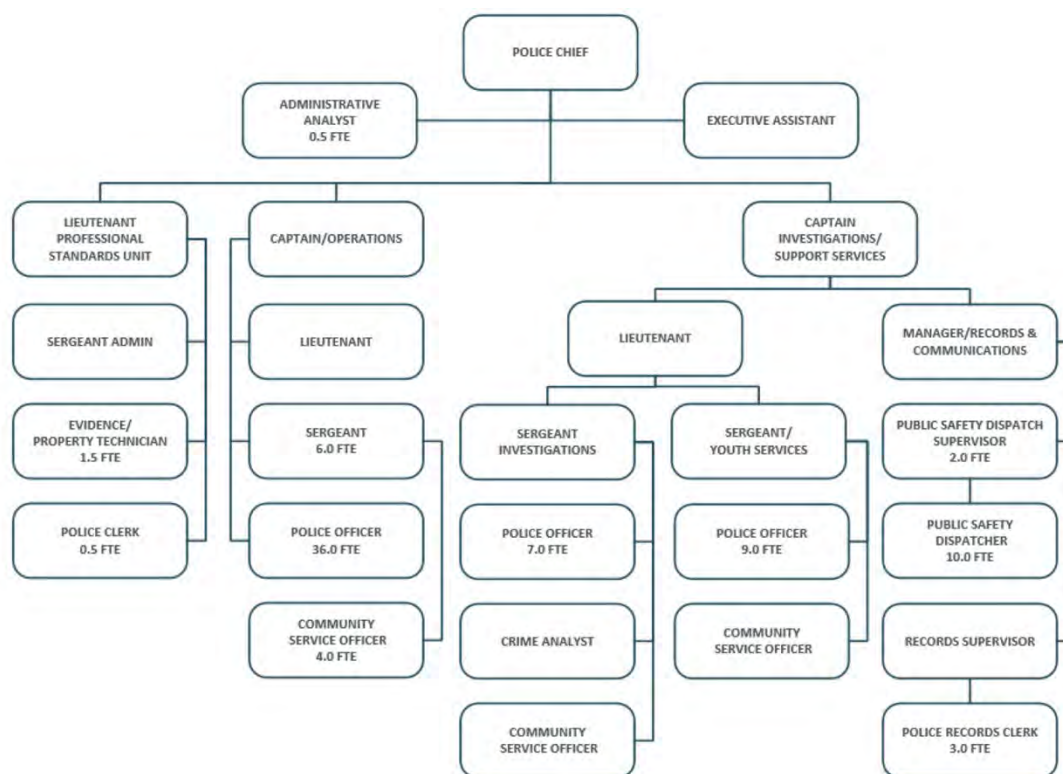 POLICE CHIEF
ADMINISTRATIVE
ANALYST
0.5 FTE
EXECUTIVE ASSISTANT
LIEUTENANT
PROFESSIONAL
STANDARDS UNIT
CAPTAIN/OPERATIONS
CAPTAIN
INVESTIGATIONS/
SUPPORT SERVICES
SERGEANT ADMIN
LIEUTENANT
LIEUTENANT
MANAGER/RECORDS &
COMMUNICATIONS
EVIDENCE/
PROPERTY TECHNICIAN
1.5 FTE
SERGEANT
6.0 FTE
SERGEANT
INVESTIGATIONS
SERGEANT/
YOUTH SERVICES
PUBLIC SAFETY DISPATCH
SUPERVISOR
2.0 FTE
POLICE CLERK
0.5 FTE
POLICE OFFICER
36.0 FTE
POLICE OFFICER
7.0 FTE
POLICE OFFICER
9.0 FTE
PUBLIC SAFETY
DISPATCHER
10.0 FTE
COMMUNITY
SERVICE OFFICER
4.0 FTE
CRIME ANALYST
COMMUNITY
SERVICE OFFICER
RECORDS SUPERVISOR
COMMUNITY
SERVICE OFFICER
POLICE RECORDS CLERK
3.0 FTE